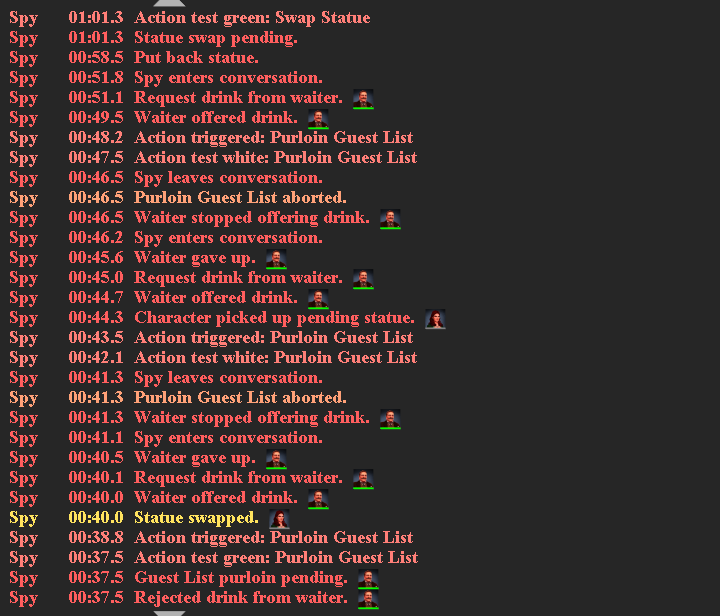 Spy 01:01.3 Action test green: Swap Statue
Spy 01:01.3 Statue swap pending.
Spy 00:58.5 Put back statue.
Spy 00:51.8 Spy enters conversation.
Spy 00:51.1 Request drink from waiter.
Spy 00:49.5 Waiter offered drink.
Spy 00:48.2 Action triggered: Purloin Guest List
Spy 00:47.5 Action test white: Purloin Guest List
Spy 00:46.5 Spy leaves conversation.
Spy 00:46.5 Purloin Guest List aborted.
Spy 00:46.5 Waiter stopped offering drink.
Spy 00:46.2 Spy enters conversation.
Spy 00:45.6 Waiter gave up.
Spy 00:45.0 Request drink from waiter.
Spy 00:44.7 Waiter offered drink.
Spy 00:44.3 Character picked up pending statue.
Spy 00:43.5 Action triggered: Purloin Guest List
Spy 00:42.1 Action test white: Purloin Guest List
Spy 00:41.3 Spy leaves conversation.
Spy 00:41.3 Purloin Guest List aborted.
Spy 00:41.3 Waiter stopped offering drink.
Spy 00:41.1 Spy enters conversation.
Spy 00:40.5 Waiter gave up.
Spy 00:40.1 Request drink from waiter.
Spy 00:40.0 Waiter offered drink.
Spy 00:40.0 Statue swapped.
Spy 00:38.8 Action triggered: Purloin Guest List
Spy 00:37.5 Action test green: Purloin Guest List
Spy 00:37.5 Guest List purloin pending.
Spy 00:37.5 Rejected drink from waiter.